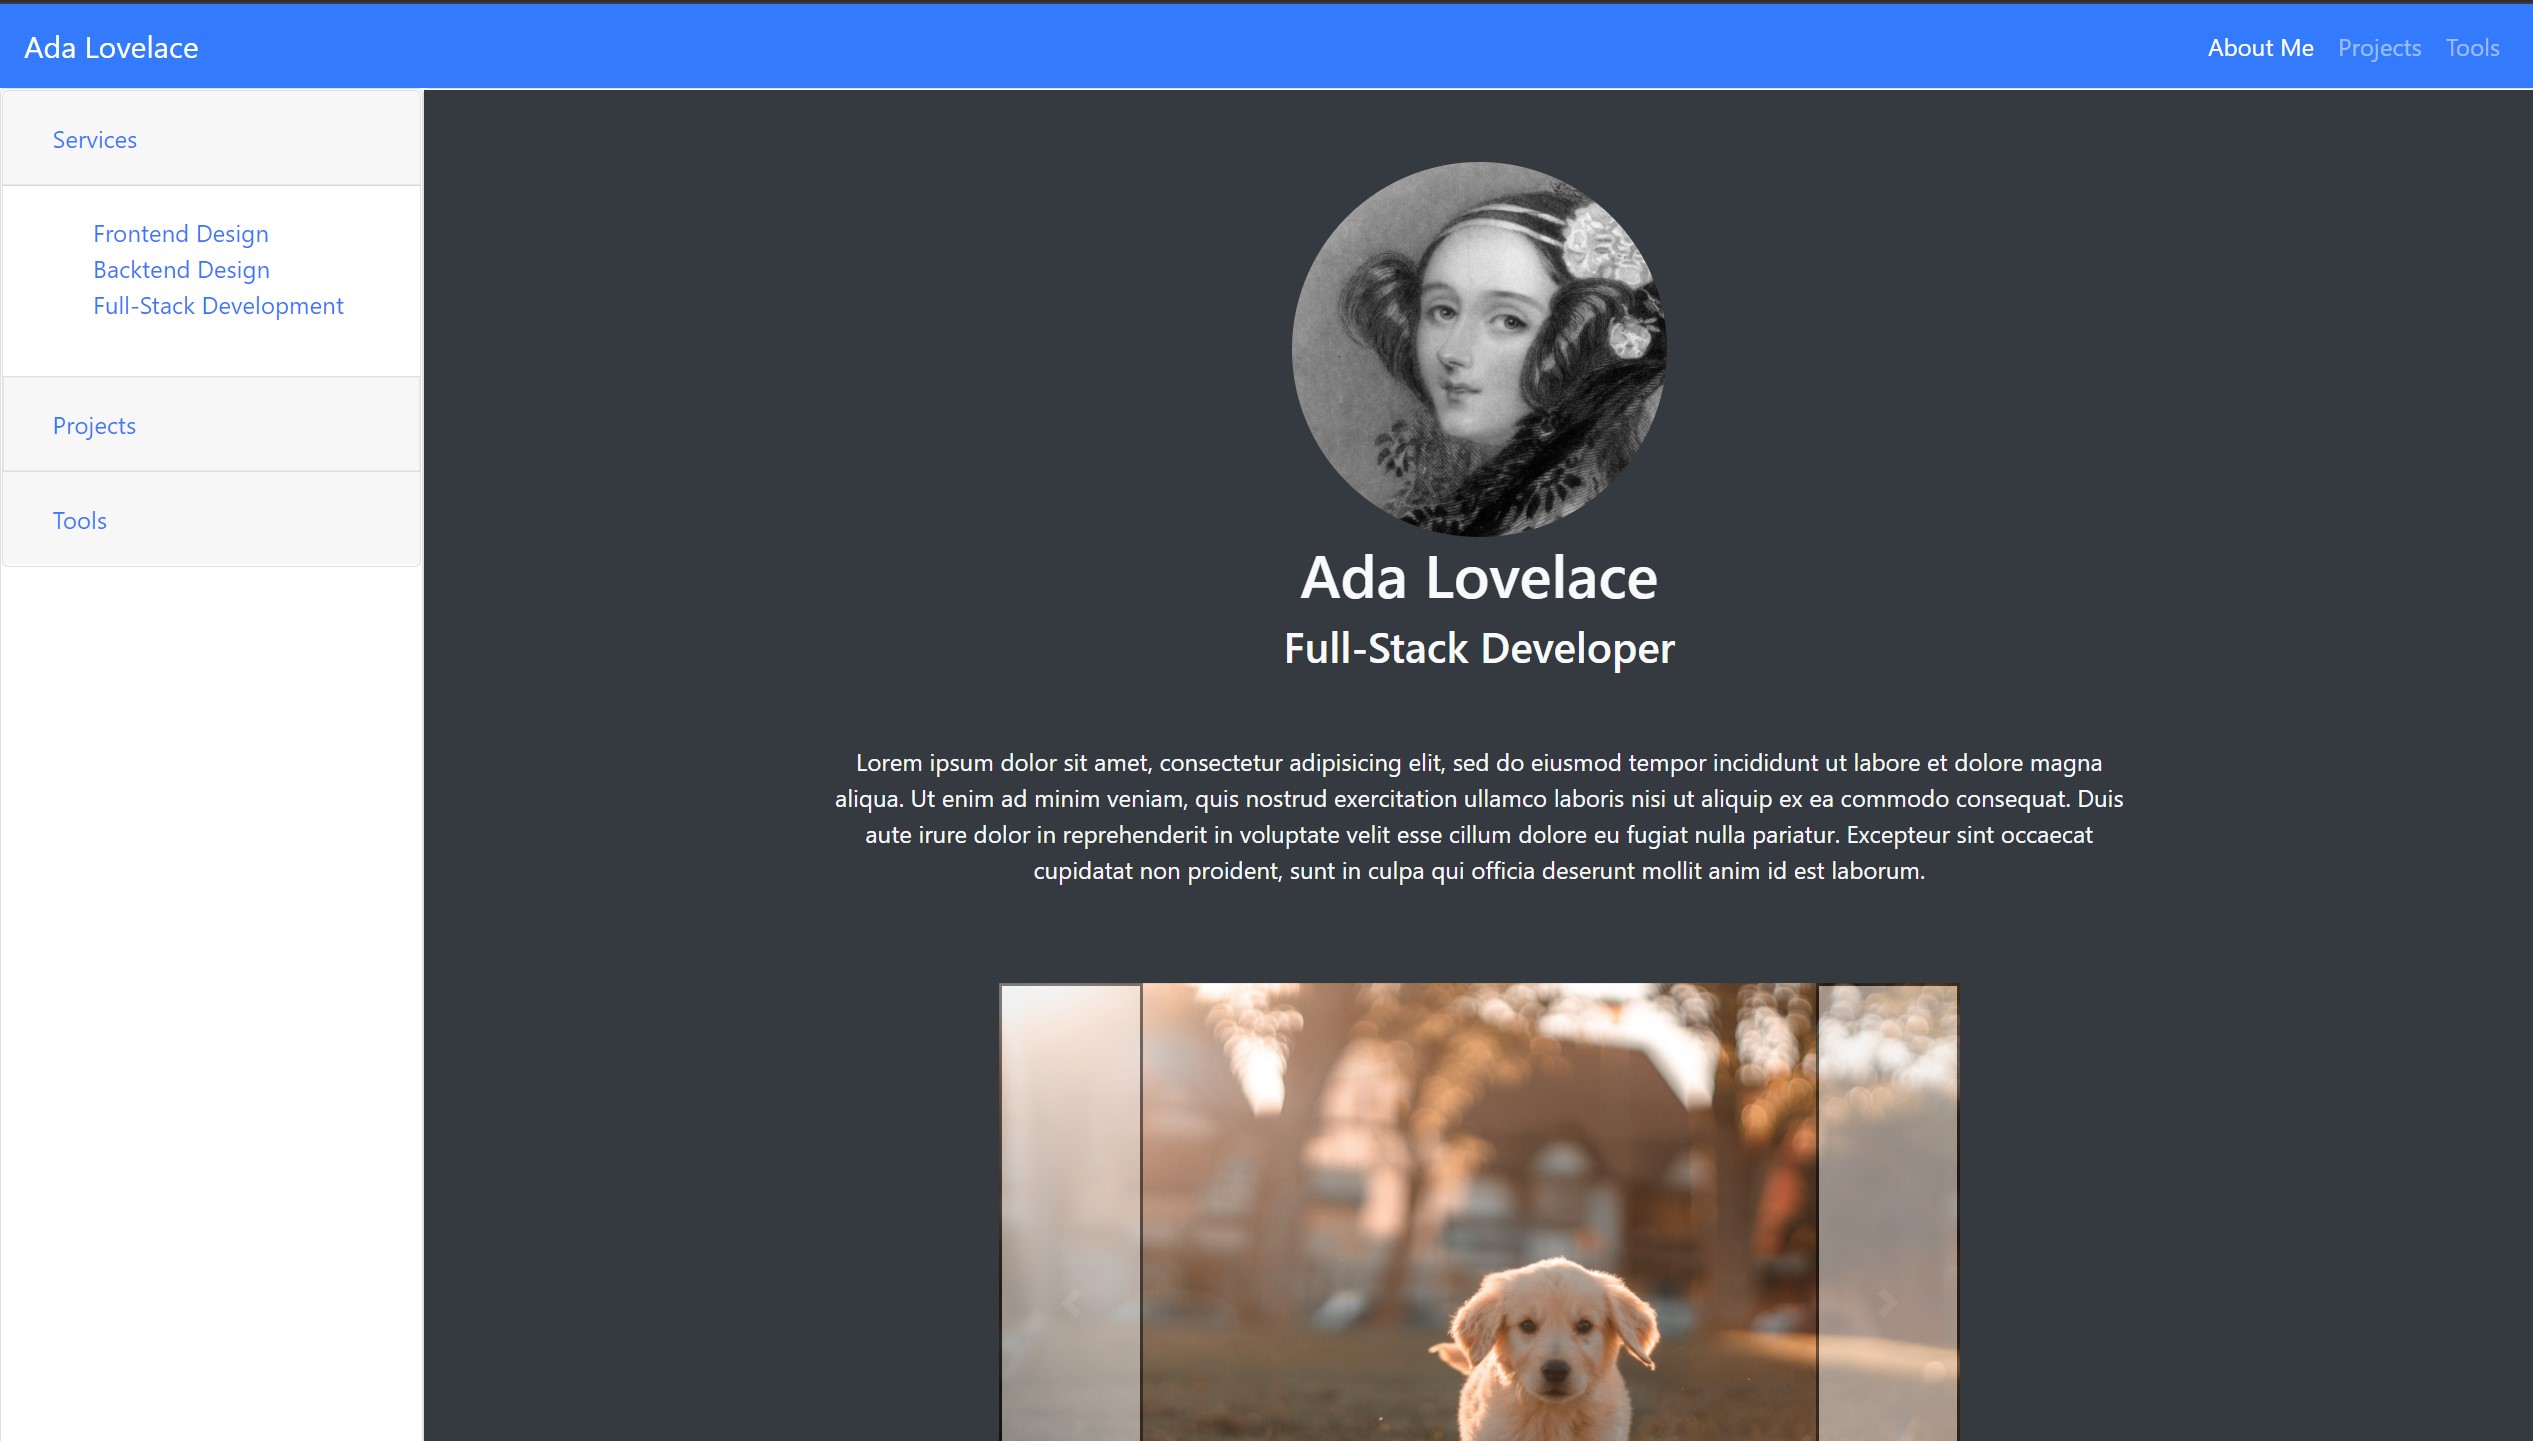 Ada Lovelace
About Me Projects Tools
Services
Frontend Design
Backtend Design
Full-Stack Development
Projects
Tools
Ada Lovelace
Full-Stack Developer
Lorem ipsum dolor sit amet, consectetur adipisicing elit, sed do eiusmod tempor incididunt ut labore et dolore magna
aliqua. Ut enim ad minim veniam, quis nostrud exercitation ullamco laboris nisi ut aliquip ex ea commodo consequat. Duis
aute irure dolor in reprehenderit in voluptate velit esse cillum dolore eu fugiat nulla pariatur. Excepteur sint occaecat
cupidatat non proident, sunt in culpa qui officia deserunt mollit anim id est laborum.